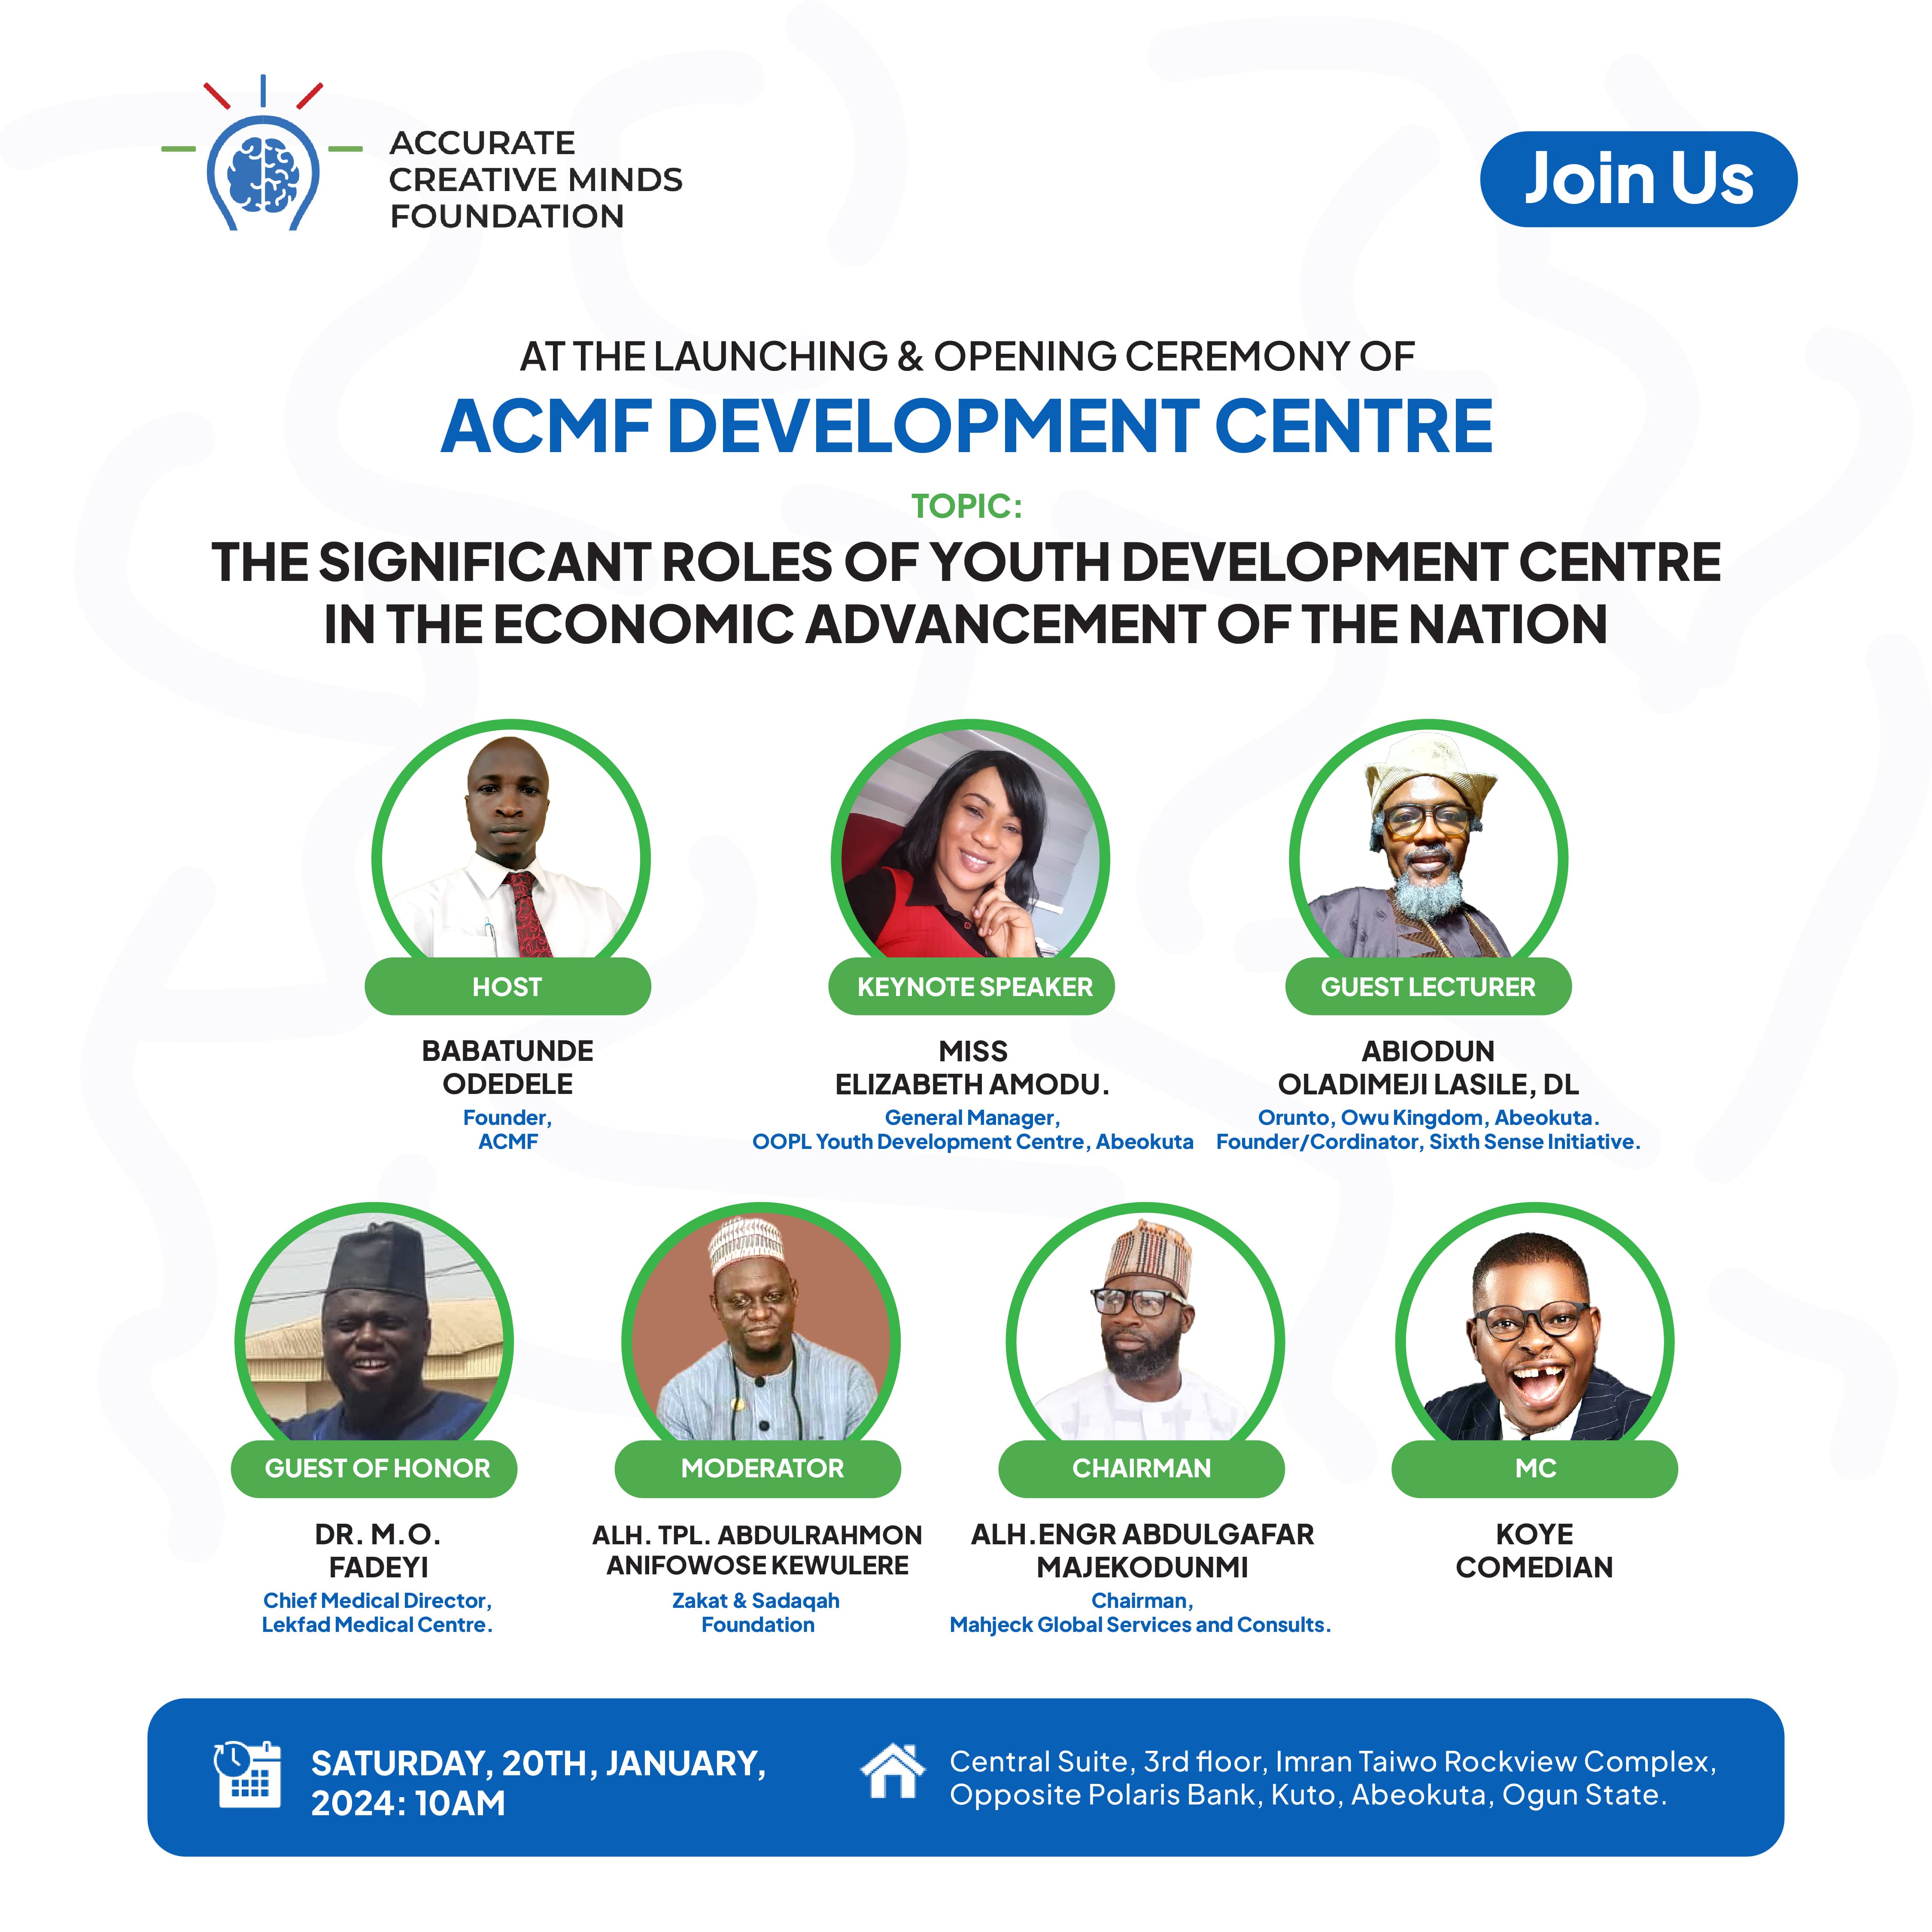 ACCURATE
CREATIVE MINDS
FOUNDATION
Join Us
AT THE LAUNCHING & OPENING CEREMONY OF
ACMF DEVELOPMENT CENTRE
TOPIC:
THE SIGNIFICANT ROLES OF YOUTH DEVELOPMENT CENTRE
IN THE ECONOMIC ADVANCEMENT OF THE NATION
HOST
BABATUNDE
ODEDELE
Founder,
ACMF
KEYNOTE SPEAKER
MISS
ELIZABETH AMODU.
General Manager,
OOPL Youth Development Centre, Abeokuta
GUEST LECTURER
ABIODUN
OLADIMEJI LASILE, DL
Orunto, Owu Kingdom, Abeokuta.
Founder/Cordinator, Sixth Sense Initiative.
GUEST OF HONOR
DR. M.O.
FADEYI
Chief Medical Director,
Lekfad Medical Centre.
MODERATOR
ALH. TPL. ABDULRAHMON
ANIFOWOSE KEWULERE
Zakat & Sadaqah
Foundation
CHAIRMAN
ALH.ENGR ABDULGAFAR
MAJEKODUNMI
Chairman,
Mahjeck Global Services and Consults.
MC
KOYE
COMEDIAN
SATURDAY, 20TH, JANUARY,
2024: 10AM
Central Suite, 3rd floor, Imran Taiwo Rockview Complex,
Opposite Polaris Bank, Kuto, Abeokuta, Ogun State.